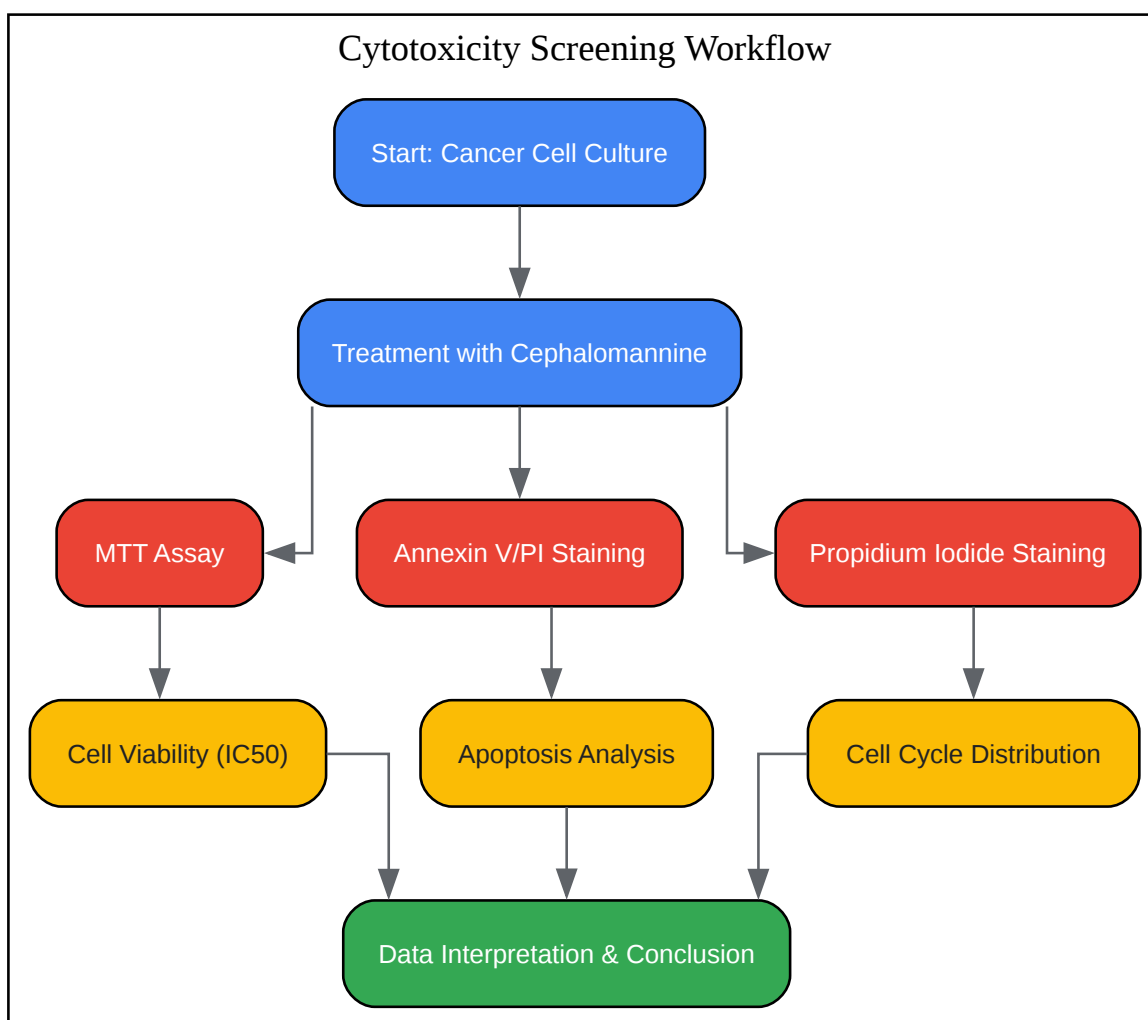 Cytotoxicity Screening Workflow
Start: Cancer Cell Culture
Treatment with Cephalomannine
MTT Assay
Annexin V/PI Staining
Propidium Iodide Staining
Cell Viability (IC50)
Apoptosis Analysis
Cell Cycle Distribution
Data Interpretation & Conclusion